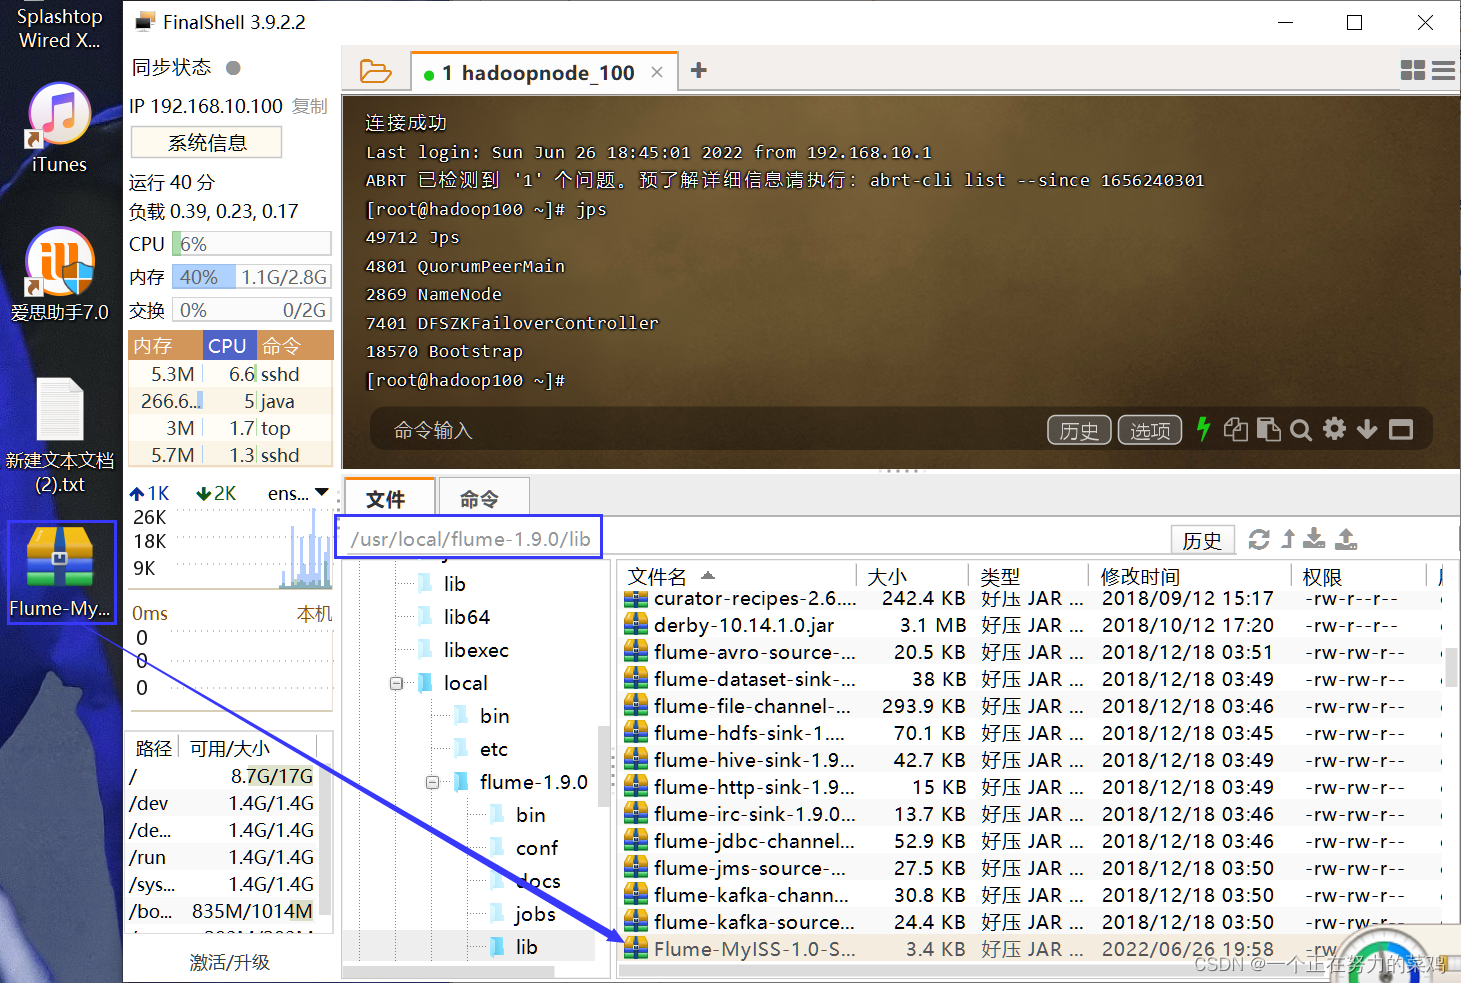 Splashtop
Wired X...
iTunes
爱思助手7.0
新建文本文档
(2).txt
Flume-My...
FinalShell 3.9.2.2
同步状态
IP 192.168.10.100 复制
系统信息
运行 40 分
负载 0.39, 0.23, 0.17
CPU 6%
内存 40% 1.1G/2.8G
交换 0% 0/2G
内存 CPU 命令
5.3M 6.6 sshd
266.6... 5 java
3M 1.7 top
5.7M 1.3 sshd
1K 2K ens...
26K
18K
9K
0ms 本机
0
0
0
路径 可用/大小
/ 8.7G/17G
/dev 1.4G/1.4G
/de... 1.4G/1.4G
/run 1.4G/1.4G
/sys... 1.4G/1.4G
/bo... 835M/1014M
激活/升级
1 hadoopnode_100
连接成功
Last login: Sun Jun 26 18:45:01 2022 from 192.168.10.1
ABRT 已检测到 '1' 个问题。预了解详细信息请执行: abrt-cli list --since 1656240301
[root@hadoop100 ~]# jps
49712 Jps
4801 QuorumPeerMain
2869 NameNode
7401 DFSZKFailoverController
18570 Bootstrap
[root@hadoop100 ~]#
命令输入 历史 选项
文件 命令
/usr/local/flume-1.9.0/lib 历史
lib
lib64
libexec
local
bin
etc
flume-1.9.0
bin
conf
docs
jobs
lib
文件名 大小 类型 修改时间 权限
curator-recipes-2.6.... 242.4 KB 好压 JAR ... 2018/09/12 15:17 -rw-r--r--
derby-10.14.1.0.jar 3.1 MB 好压 JAR ... 2018/10/12 17:20 -rw-r--r--
flume-avro-source-... 20.5 KB 好压 JAR ... 2018/12/18 03:51 -rw-rw-r--
flume-dataset-sink-... 38 KB 好压 JAR ... 2018/12/18 03:49 -rw-rw-r--
flume-file-channel-... 293.9 KB 好压 JAR ... 2018/12/18 03:46 -rw-rw-r--
flume-hdfs-sink-1.... 70.1 KB 好压 JAR ... 2018/12/18 03:45 -rw-rw-r--
flume-hive-sink-1.9... 42.7 KB 好压 JAR ... 2018/12/18 03:49 -rw-rw-r--
flume-http-sink-1.9... 15 KB 好压 JAR ... 2018/12/18 03:49 -rw-rw-r--
flume-irc-sink-1.9.0... 13.7 KB 好压 JAR ... 2018/12/18 03:46 -rw-rw-r--
flume-jdbc-channel... 52.9 KB 好压 JAR ... 2018/12/18 03:46 -rw-rw-r--
flume-jms-source-... 27.5 KB 好压 JAR ... 2018/12/18 03:50 -rw-rw-r--
flume-kafka-chann... 30.8 KB 好压 JAR ... 2018/12/18 03:50 -rw-rw-r--
flume-kafka-source... 24.4 KB 好压 JAR ... 2018/12/18 03:50 -rw-rw-r--
Flume-MyISS-1.0-S... 3.4 KB 好压 JAR ... 2022/06/26 19:58 -rw
CSDN @一个正在努力的菜鸡